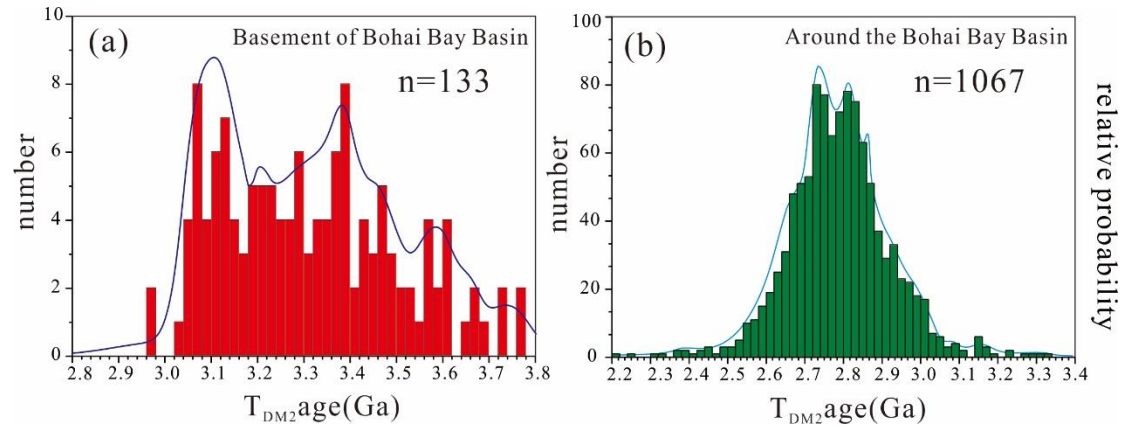 (a)
Basement of Bohai Bay Basin
n=133
number
10
8
6
4
2
0
2.8 2.9 3.0 3.1 3.2 3.3 3.4 3.5 3.6 3.7 3.8
TDM2age(Ga)
(b)
Around the Bohai Bay Basin
n=1067
number
100
80
60
40
20
0
2.2 2.3 2.4 2.5 2.6 2.7 2.8 2.9 3.0 3.1 3.2 3.3 3.4
TDM2age(Ga)
relative probability